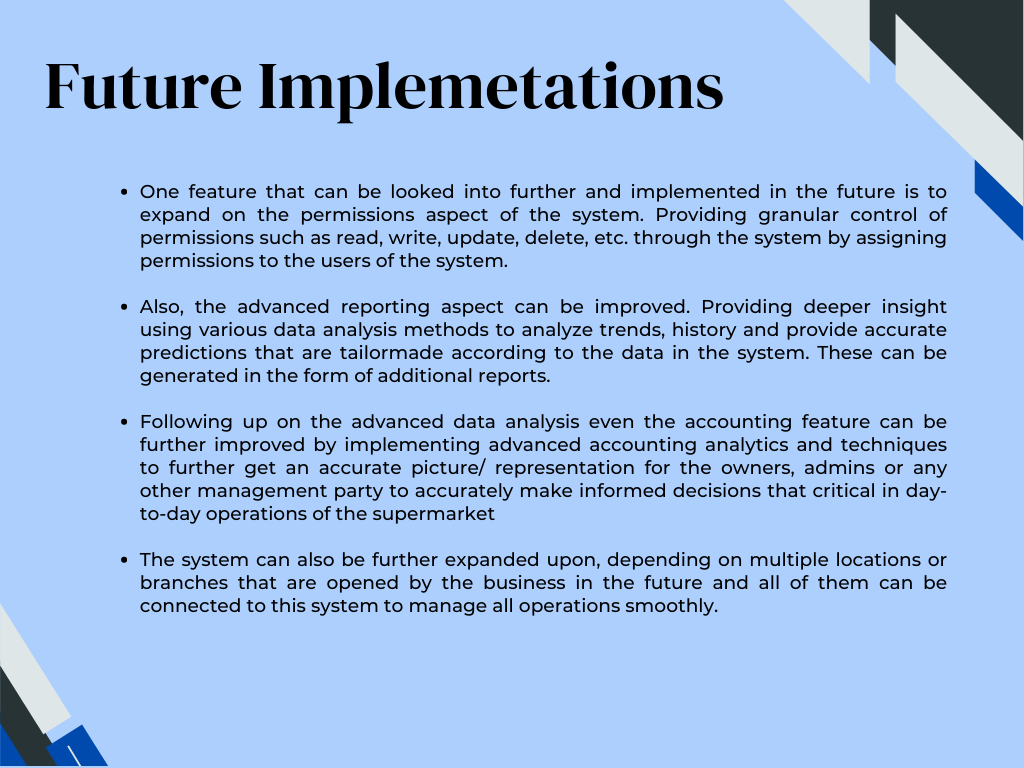 Future Implemetations
• One feature that can be looked into further and implemented in the future is to
expand on the permissions aspect of the system. Providing granular control of
permissions such as read, write, update, delete, etc. through the system by assigning
permissions to the users of the system.
• Also, the advanced reporting aspect can be improved. Providing deeper insight
using various data analysis methods to analyze trends, history and provide accurate
predictions that are tailormade according to the data in the system. These can be
generated in the form of additional reports.
• Following up on the advanced data analysis even the accounting feature can be
further improved by implementing advanced accounting analytics and techniques
to further get an accurate picture/ representation for the owners, admins or any
other management party to accurately make informed decisions that critical in day-
to-day operations of the supermarket
• The system can also be further expanded upon, depending on multiple locations or
branches that are opened by the business in the future and all of them can be
connected to this system to manage all operations smoothly.